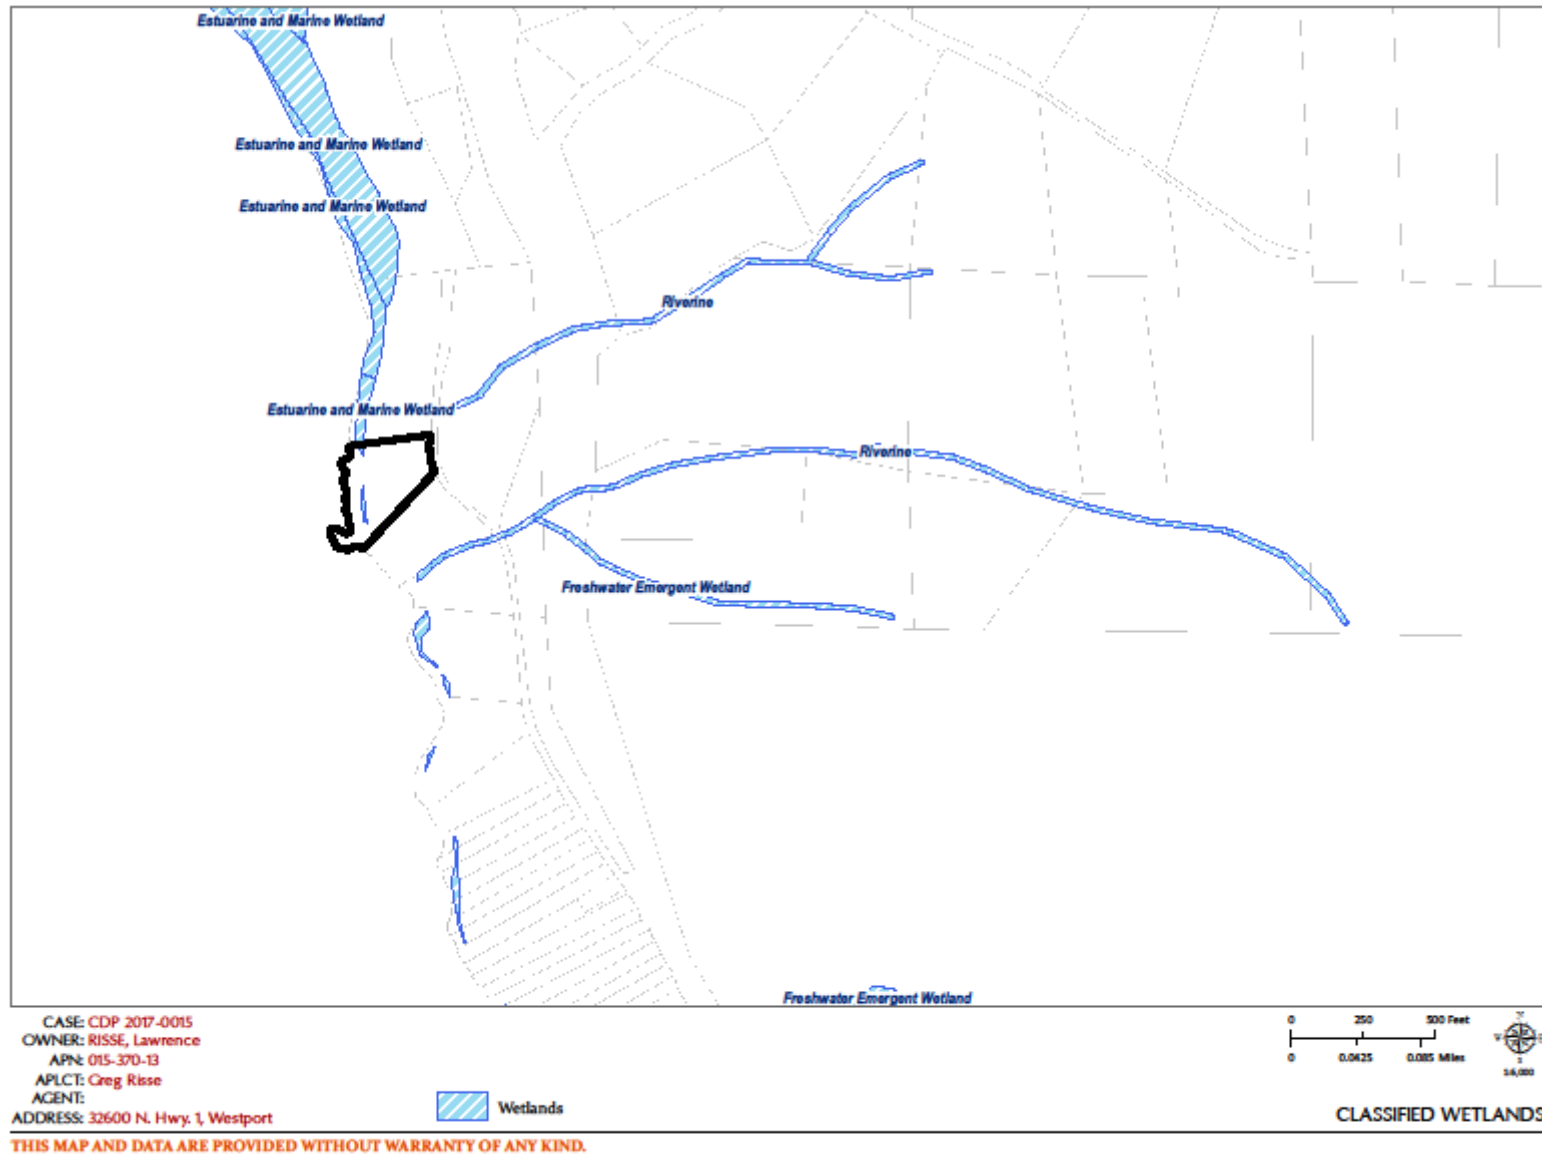 Estuarine and Marine Wetland
Estuarine and Marine Wetland
Estuarine and Marine Wetland
Riverine
Estuarine and Marine Wetland
Riverine
Freshwater Emergent Wetland
Freshwater Emergent Wetland
CASE: CDP 2017-0015
OWNER: RISSE, Lawrence
APN: 015-370-13
APLCT: Greg Risse
AGENT:
ADDRESS: 32600 N. Hwy. 1, Westport
Wetlands
0 250 500 Feet
0 0.0425 0.085 Miles
1:6,000
CLASSIFIED WETLANDS
THIS MAP AND DATA ARE PROVIDED WITHOUT WARRANTY OF ANY KIND.